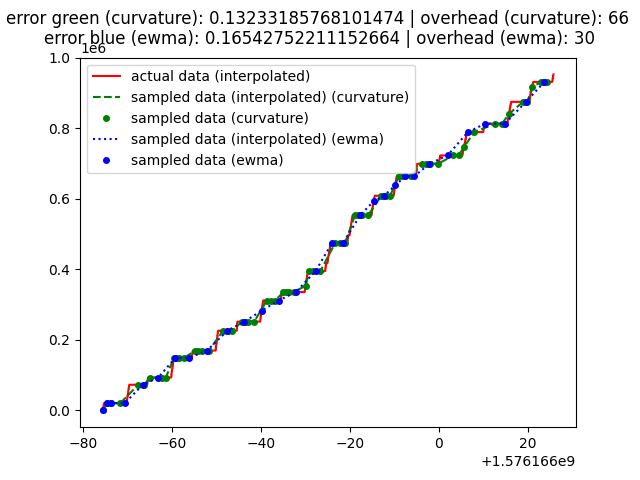 error green (curvature): 0.13233185768101474 | overhead (curvature): 66
error blue (ewma): 0.16542752211152664 | overhead (ewma): 30
1e6
actual data (interpolated)
sampled data (interpolated) (curvature)
sampled data (curvature)
sampled data (interpolated) (ewma)
sampled data (ewma)
1.0
0.8
0.6
0.4
0.2
0.0
−80 −60 −40 −20 0 20
+1.576166e9